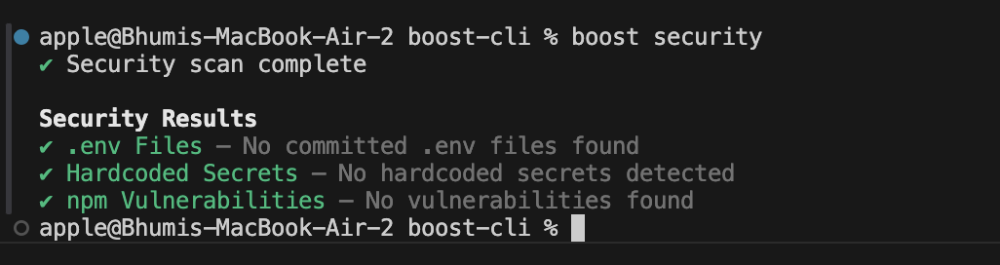 apple@Bhumis-MacBook-Air-2 boost-cli % boost security
✔ Security scan complete
Security Results
✔ .env Files — No committed .env files found
✔ Hardcoded Secrets — No hardcoded secrets detected
✔ npm Vulnerabilities — No vulnerabilities found
apple@Bhumis-MacBook-Air-2 boost-cli %